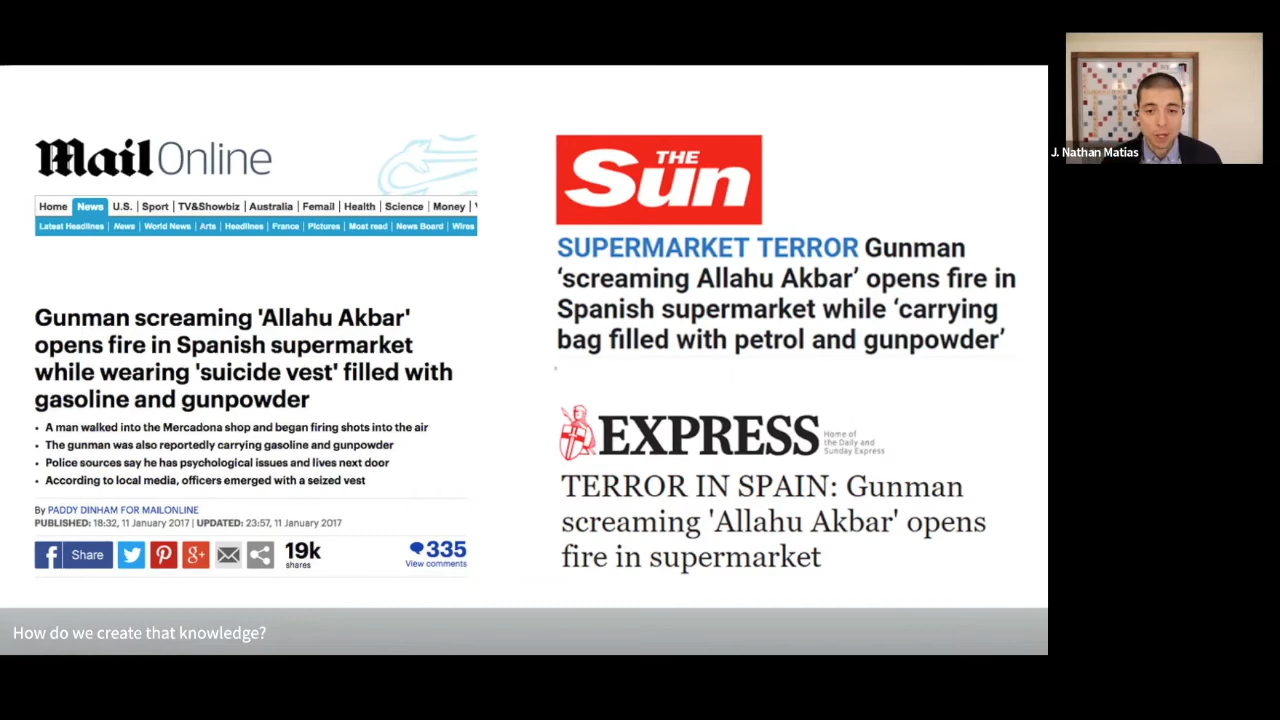 Mail Online
Home News U.S. Sport TV&Showbiz Australia Femail Health Science Money
Latest Headlines News World News Arts Headlines France Pictures Most read News Board Wires
Gunman screaming 'Allahu Akbar'
opens fire in Spanish supermarket
while wearing 'suicide vest' filled with
gasoline and gunpowder
• A man walked into the Mercadona shop and began firing shots into the air
• The gunman was also reportedly carrying gasoline and gunpowder
• Police sources say he has psychological issues and lives next door
• According to local media, officers emerged with a seized vest
By PADDY DINHAM FOR MAILONLINE
PUBLISHED: 18:32, 11 January 2017 | UPDATED: 23:57, 11 January 2017
f Share
g+
19k
shares
335
View comments
THE
Sun
SUPERMARKET TERROR Gunman
‘screaming Allahu Akbar’ opens fire in
Spanish supermarket while ‘carrying
bag filled with petrol and gunpowder’
EXPRESS
Home of
the Daily and
Sunday Express
TERROR IN SPAIN: Gunman
screaming 'Allahu Akbar' opens
fire in supermarket
How do we create that knowledge?
J. Nathan Matias